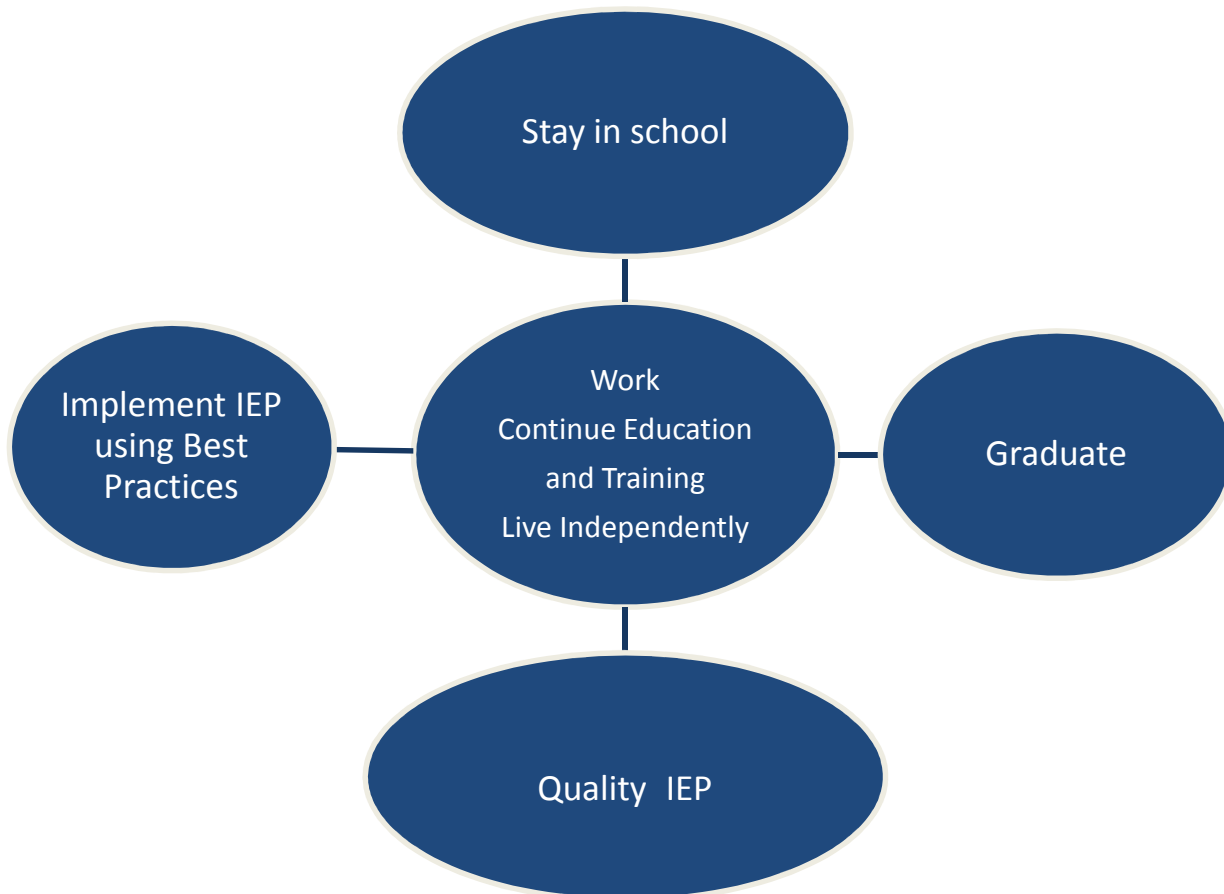 Stay in school
Implement IEP
using Best
Practices
Work
Continue Education
and Training
Live Independently
Graduate
Quality IEP